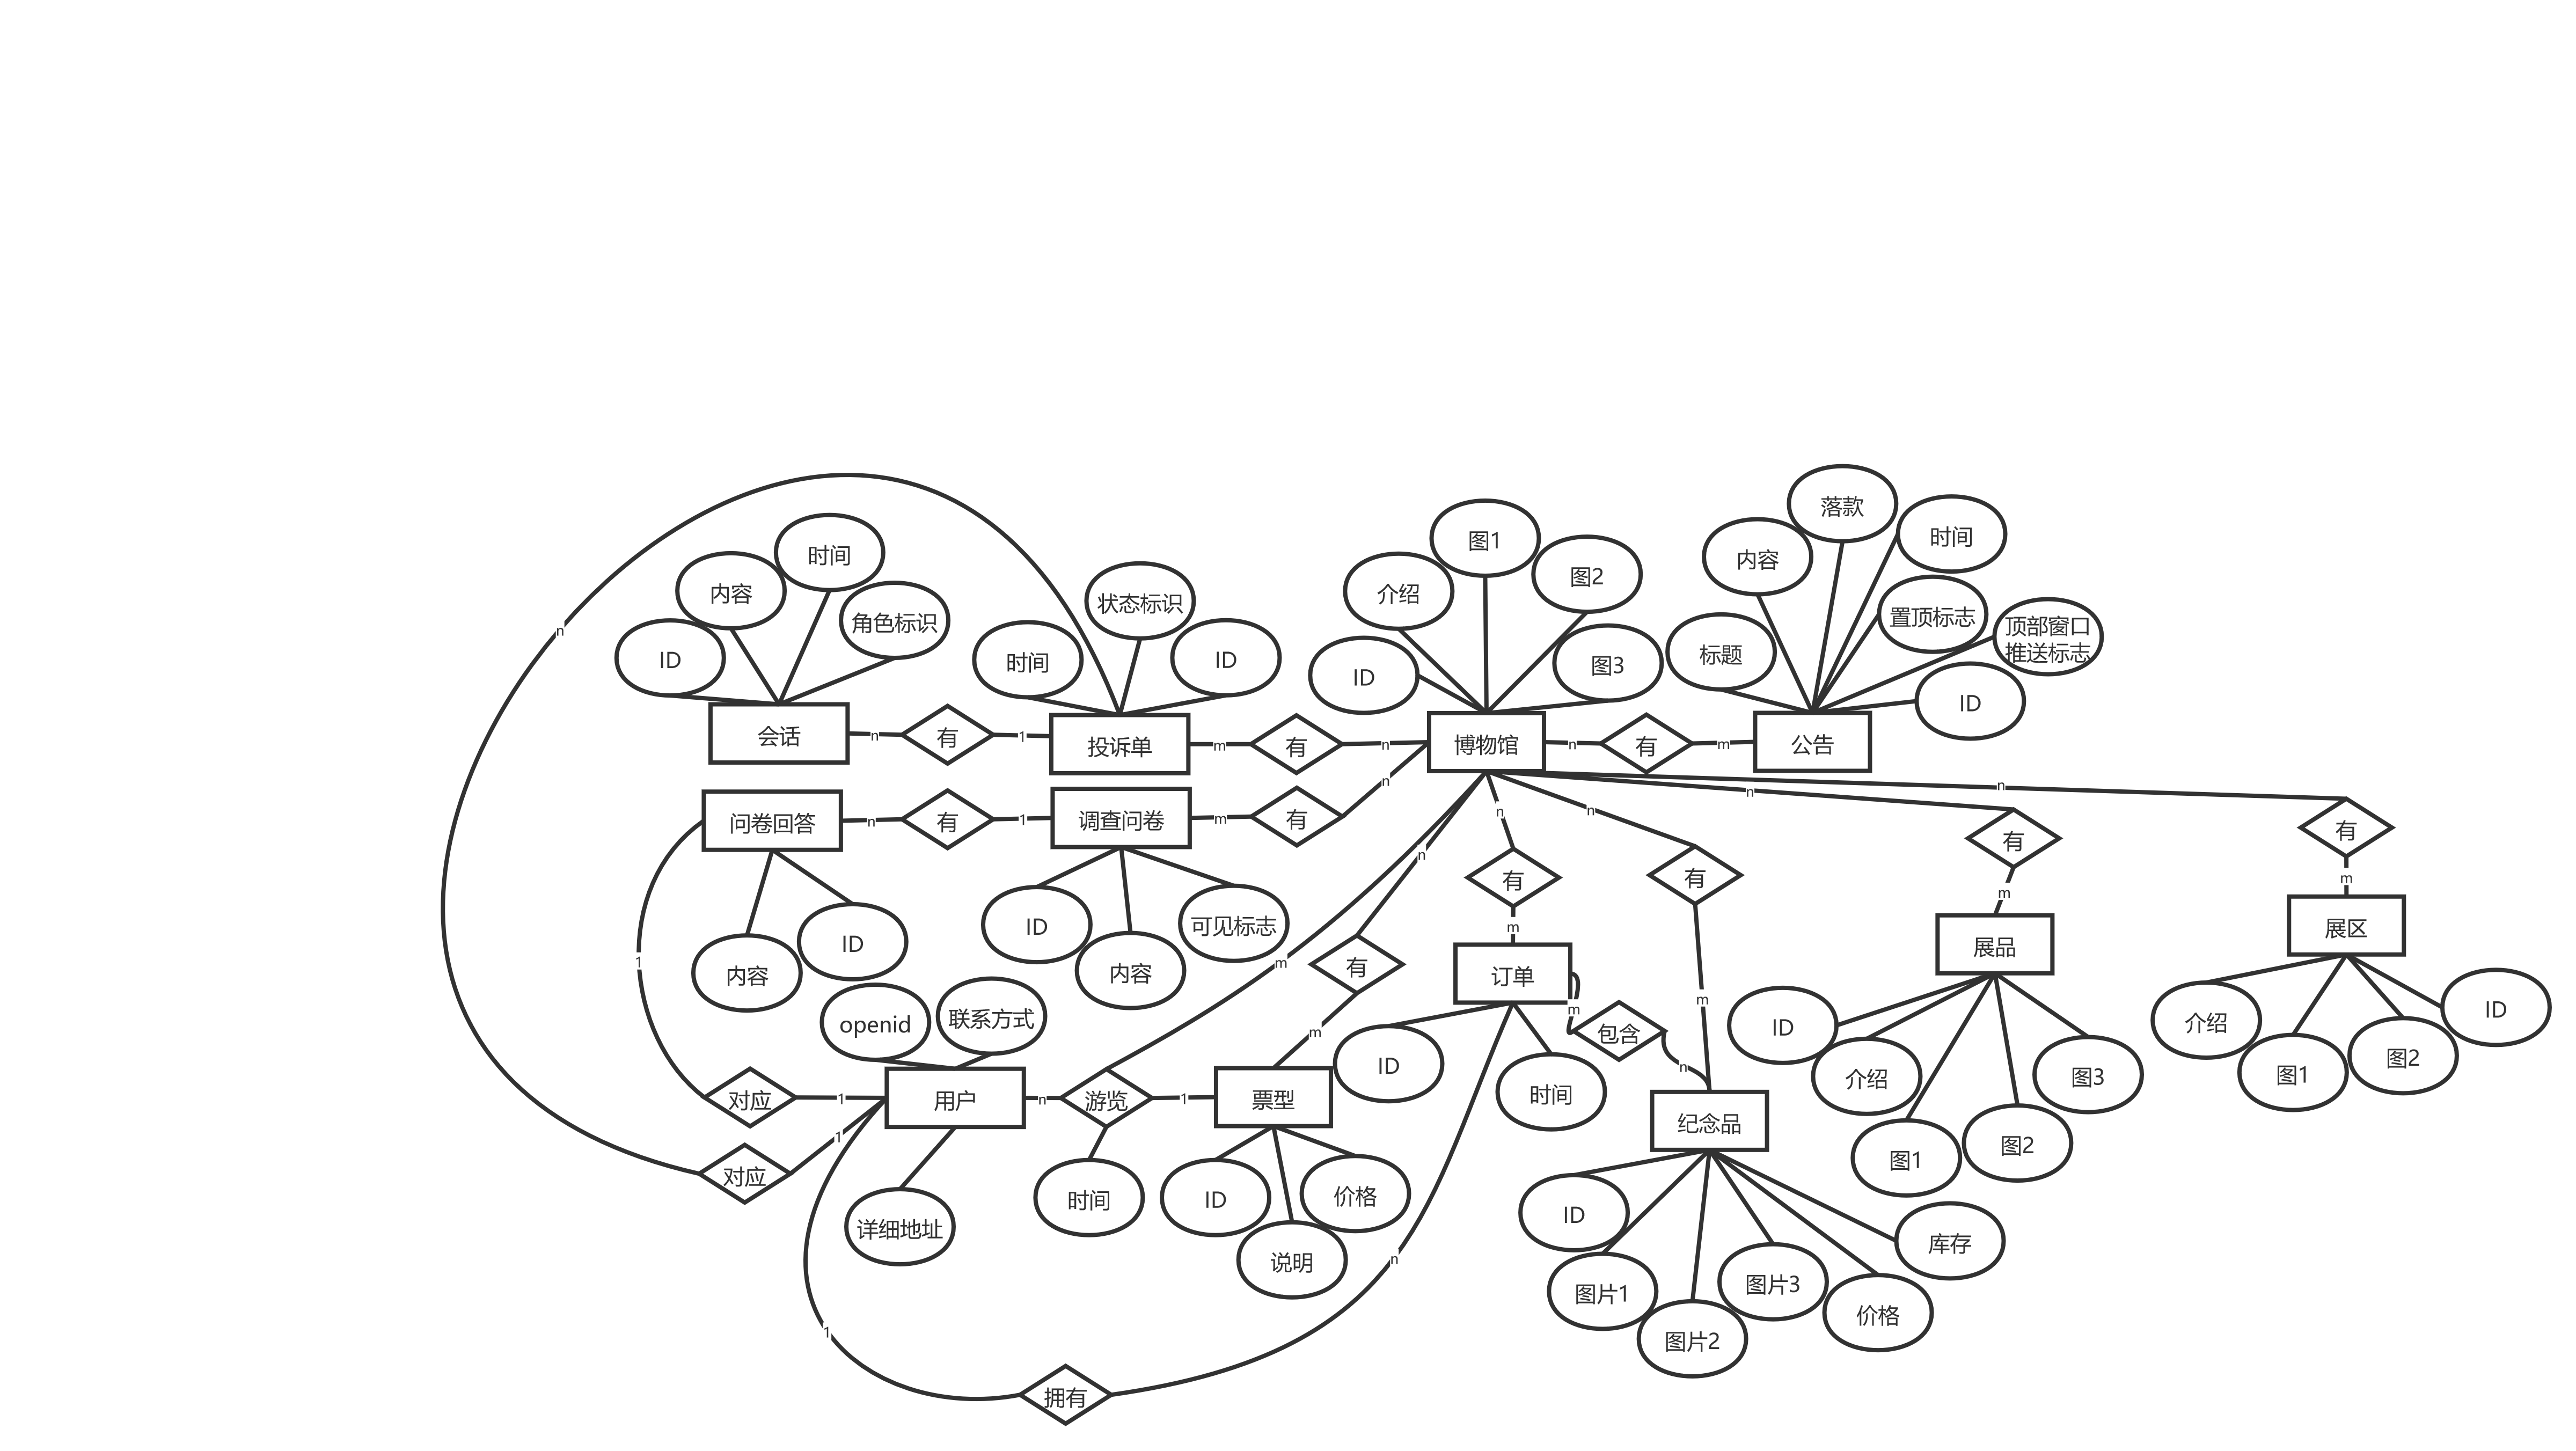 落款
时间
图1
内容
时间
图2
内容
介绍
状态标识
置顶标志
角色标识
顶部窗口
推送标志
标题
ID
时间
ID
图3
ID
ID
n
会话
n
有
1
投诉单
m
有
n
博物馆
n
有
m
公告
n
n
n
n
n
问卷回答
n
有
1
调查问卷
m
有
有
有
n
有
有
有
m
ID
内容
可见标志
m
m
展区
ID
内容
ID
1
m
有
订单
展品
内容
openid
联系方式
m
m
m
包含
ID
介绍
ID
图1
图2
ID
n
介绍
图3
对应
1
用户
n
游览
1
票型
时间
纪念品
1
对应
图1
图2
详细地址
时间
ID
价格
说明
ID
库存
n
图片1
图片3
图片2
价格
1
拥有